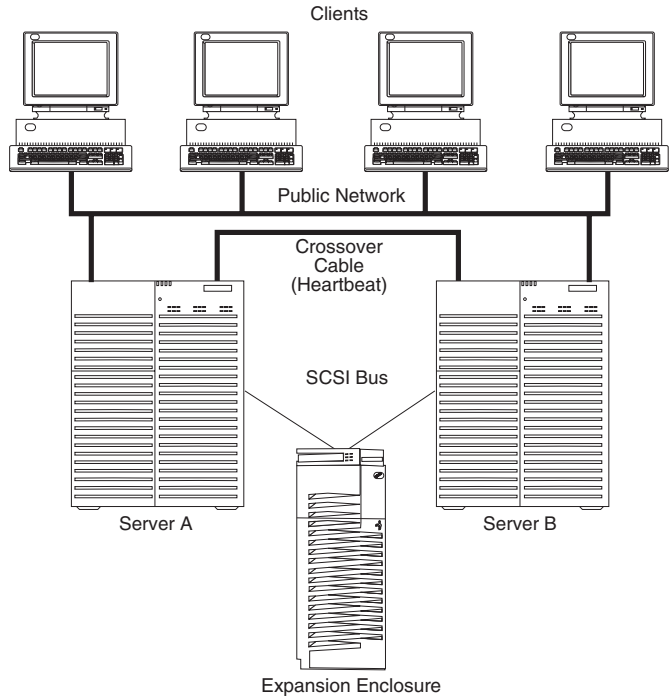 Clients
Public Network
Crossover
Cable
(Heartbeat)
SCSI Bus
Server A
Server B
Expansion Enclosure